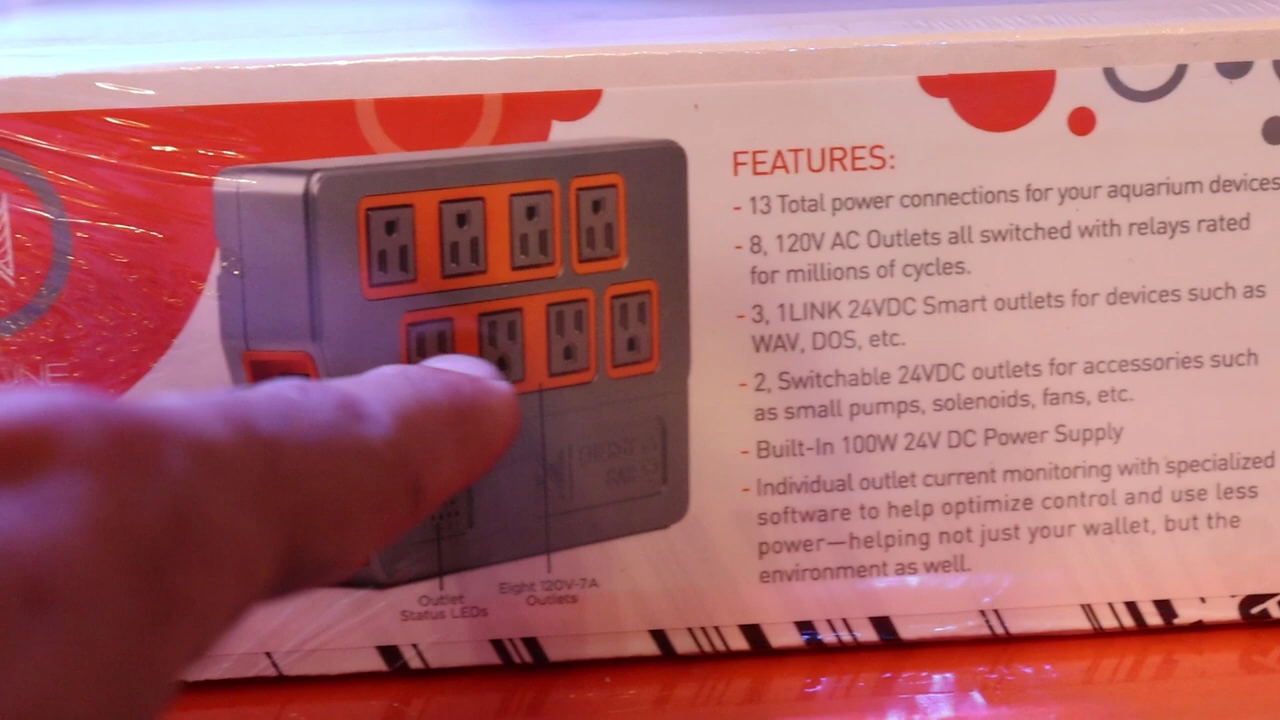 FEATURES:
- 13 Total power connections for your aquarium devices
- 8, 120V AC Outlets all switched with relays rated
for millions of cycles.
- 3, 1LINK 24VDC Smart outlets for devices such as
WAV, DOS, etc.
- 2, Switchable 24VDC outlets for accessories such
as small pumps, solenoids, fans, etc.
- Built-In 100W 24V DC Power Supply
- Individual outlet current monitoring with specialized
software to help optimize control and use less
power—helping not just your wallet, but the
environment as well.
Outlet
Status LEDs
Eight 120V-7A
Outlets